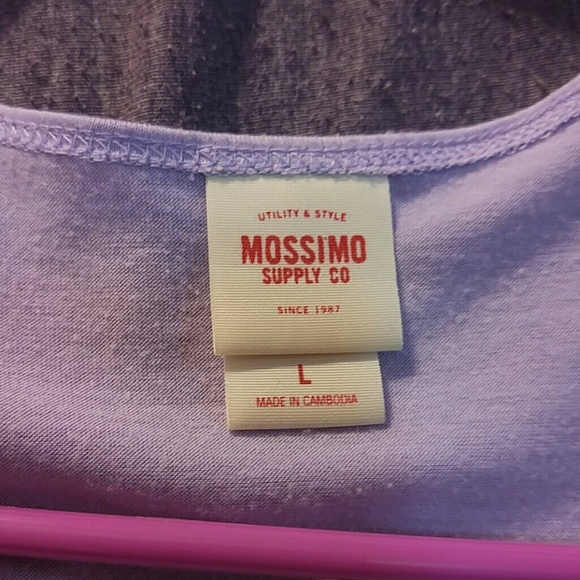 UTILITY & STYLE
MOSSIMO
SUPPLY CO
SINCE 1987
L
MADE IN CAMBODIA